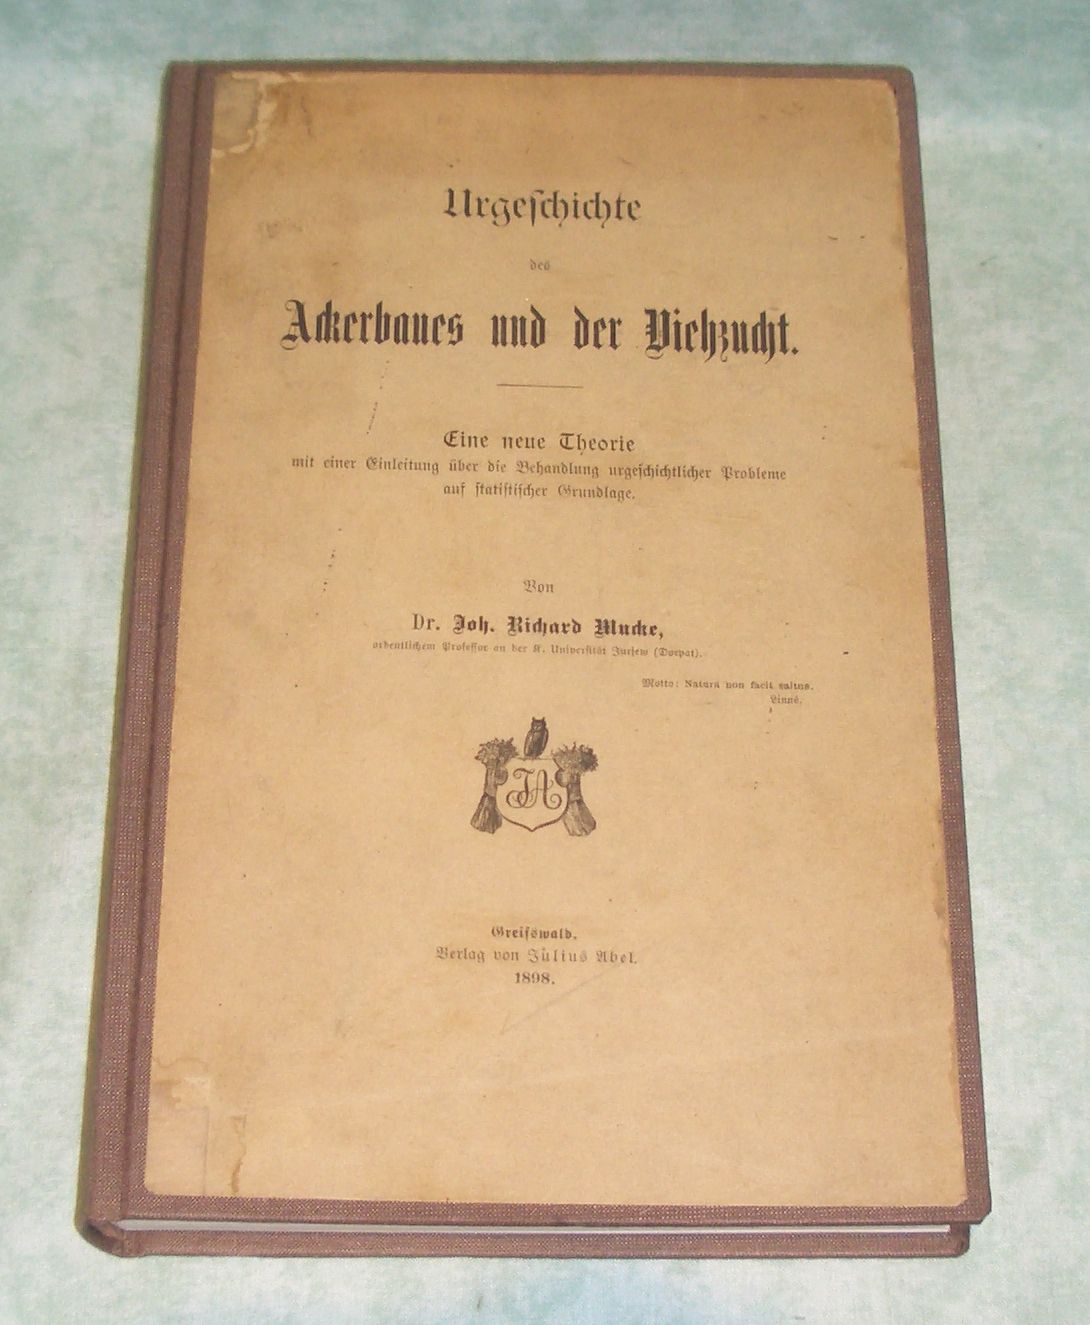 Urgeschichte
des
Ackerbaues und der Viehzucht.
Eine neue Theorie
mit einer Einleitung über die Behandlung urgeschichtlicher Probleme
auf statistischer Grundlage.
Von
Dr. Joh. Richard Mucke,
ordentlichem Professor an der K. Universität Jurjew (Dorpat).
Motto: Natura non facit saltus.
Linné.
JA
Greifswald.
Verlag von Julius Abel.
1898.